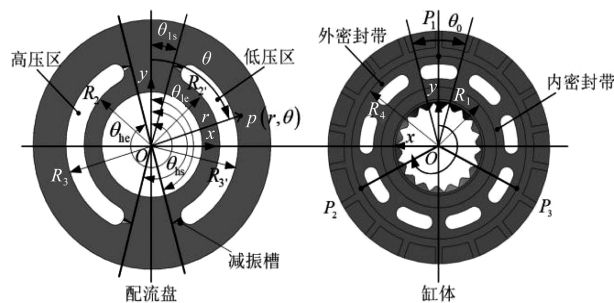 θ₁ₛ
θ
高压区
低压区
y
R₂
R₂'
θ₁ₑ
r
p (r, θ)
θₕₑ
x
O
θₕₛ
R₃
R₃'
减振槽
配流盘
P₁
θ₀
外密封带
内密封带
y
R₁
R₄
x
O
P₂
P₃
缸体